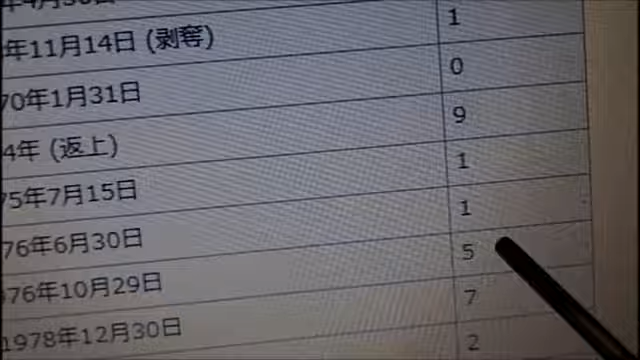 年11月14日 (剥奪) 1
70年1月31日 0
4年 (返上) 9
75年7月15日 1
76年6月30日 1
976年10月29日 5
1978年12月30日 7
2